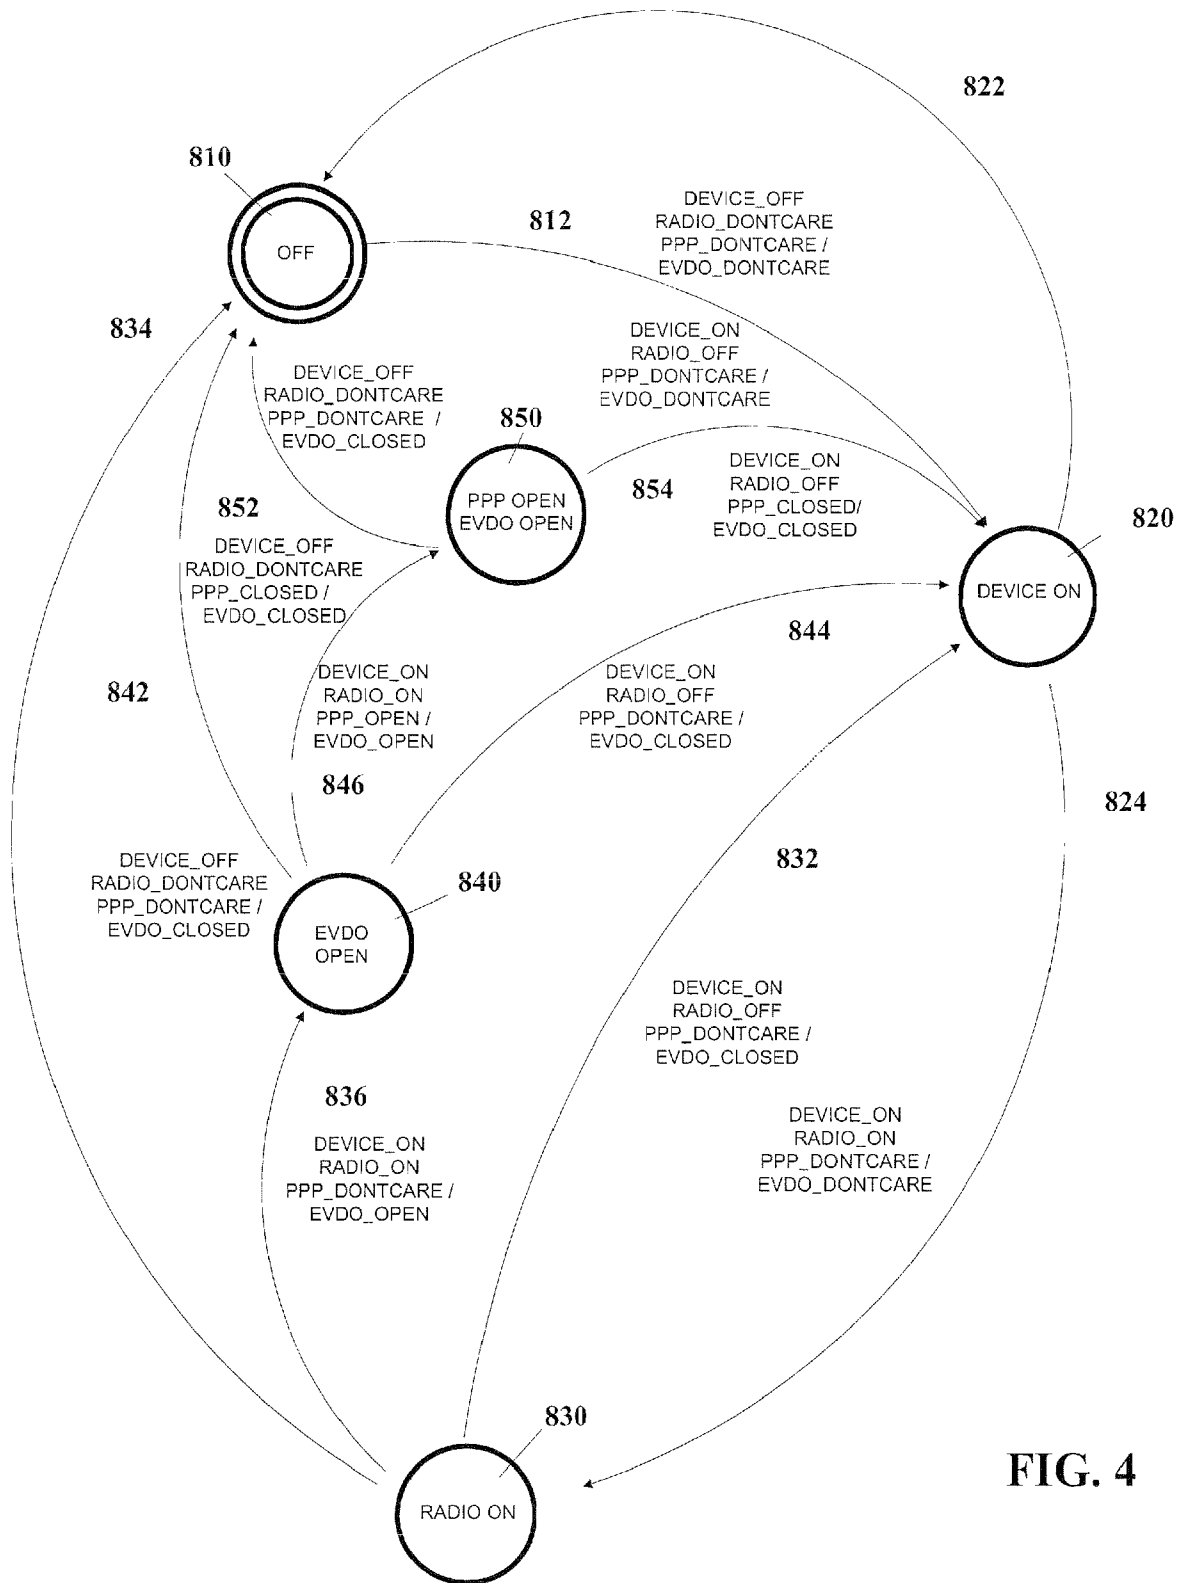 822
810
OFF
812
DEVICE_OFF
RADIO_DONTCARE
PPP_DONTCARE /
EVDO_DONTCARE
834
DEVICE_ON
RADIO_OFF
PPP_DONTCARE /
EVDO_DONTCARE
DEVICE_OFF
RADIO_DONTCARE
PPP_DONTCARE /
EVDO_CLOSED
850
PPP OPEN
EVDO OPEN
854
DEVICE_ON
RADIO_OFF
PPP_CLOSED/
EVDO_CLOSED
852
DEVICE_OFF
RADIO_DONTCARE
PPP_CLOSED /
EVDO_CLOSED
820
DEVICE ON
844
842
DEVICE_ON
RADIO_ON
PPP_OPEN /
EVDO_OPEN
DEVICE_ON
RADIO_OFF
PPP_DONTCARE /
EVDO_CLOSED
846
824
832
DEVICE_OFF
RADIO_DONTCARE
PPP_DONTCARE /
EVDO_CLOSED
840
EVDO
OPEN
DEVICE_ON
RADIO_OFF
PPP_DONTCARE /
EVDO_CLOSED
836
DEVICE_ON
RADIO_ON
PPP_DONTCARE /
EVDO_OPEN
DEVICE_ON
RADIO_ON
PPP_DONTCARE /
EVDO_DONTCARE
830
RADIO ON
FIG. 4